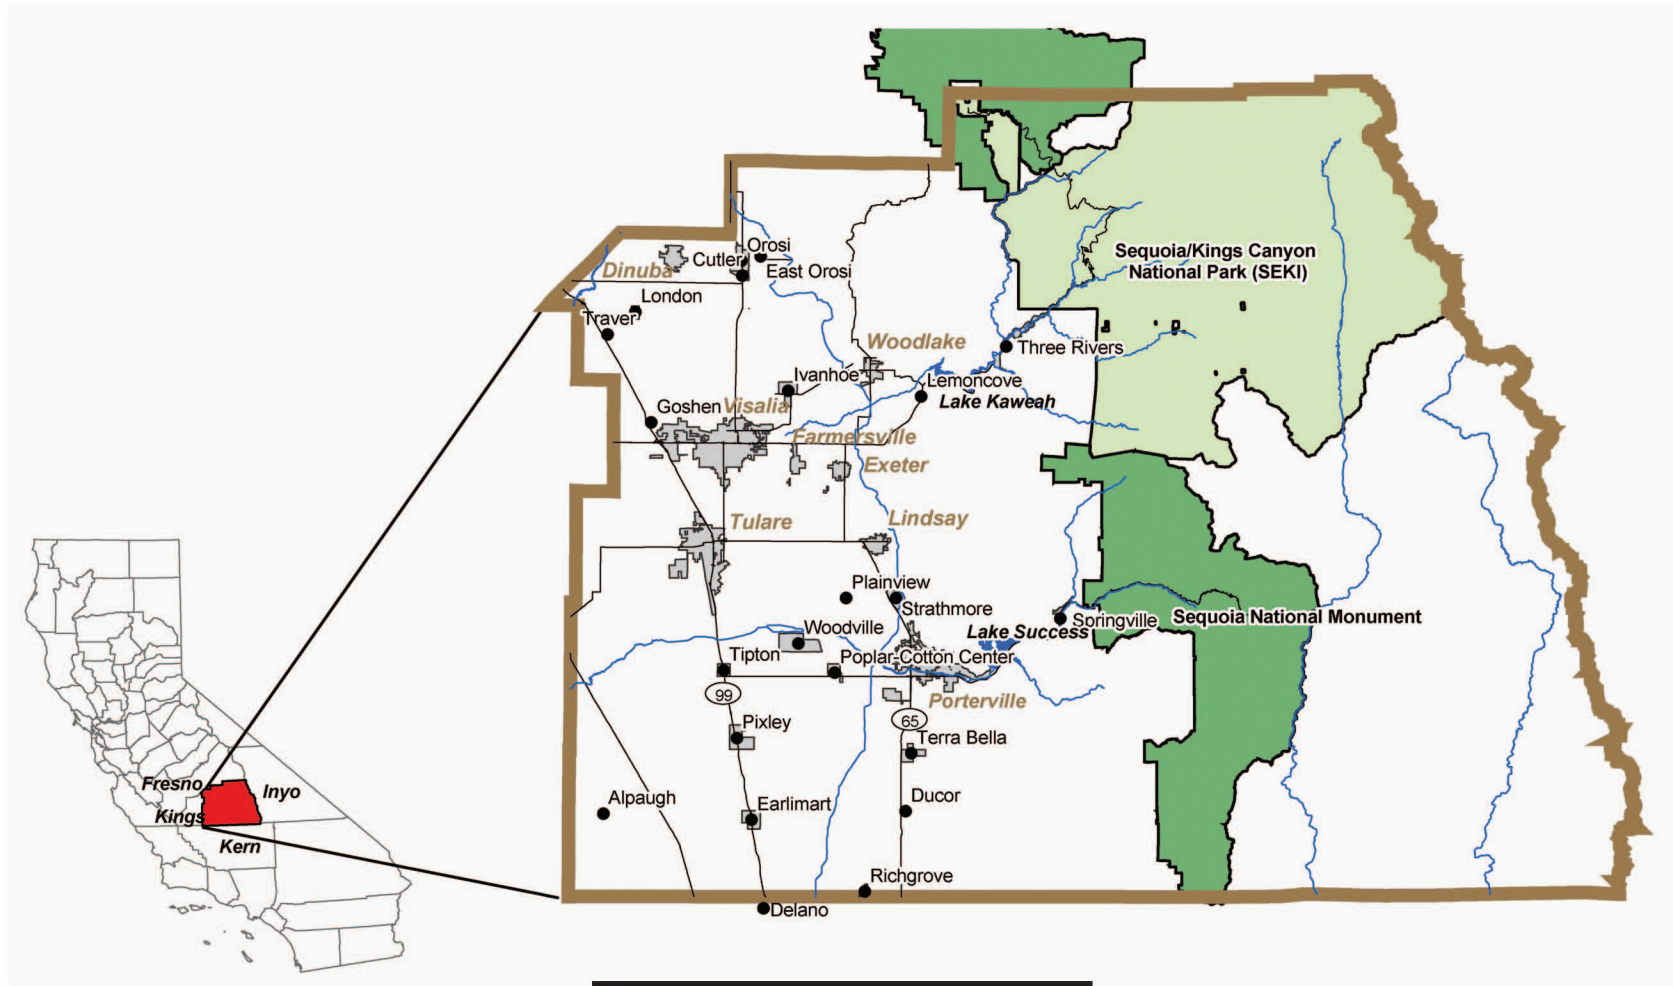 Orosi
Cutler
East Orosi
Dinuba
London
Traver
Sequoia/Kings Canyon
National Park (SEKI)
Woodlake
Three Rivers
Ivanhoe
Lemoncove
Lake Kaweah
Goshen
Visalia
Farmersville
Exeter
Tulare
Lindsay
Plainview
Strathmore
Springville
Sequoia National Monument
Lake Success
Woodville
Tipton
Poplar-Cotton Center
99
Porterville
65
Pixley
Terra Bella
Alpaugh
Earlimart
Ducor
Richgrove
Delano
Fresno
Inyo
Kings
Kern